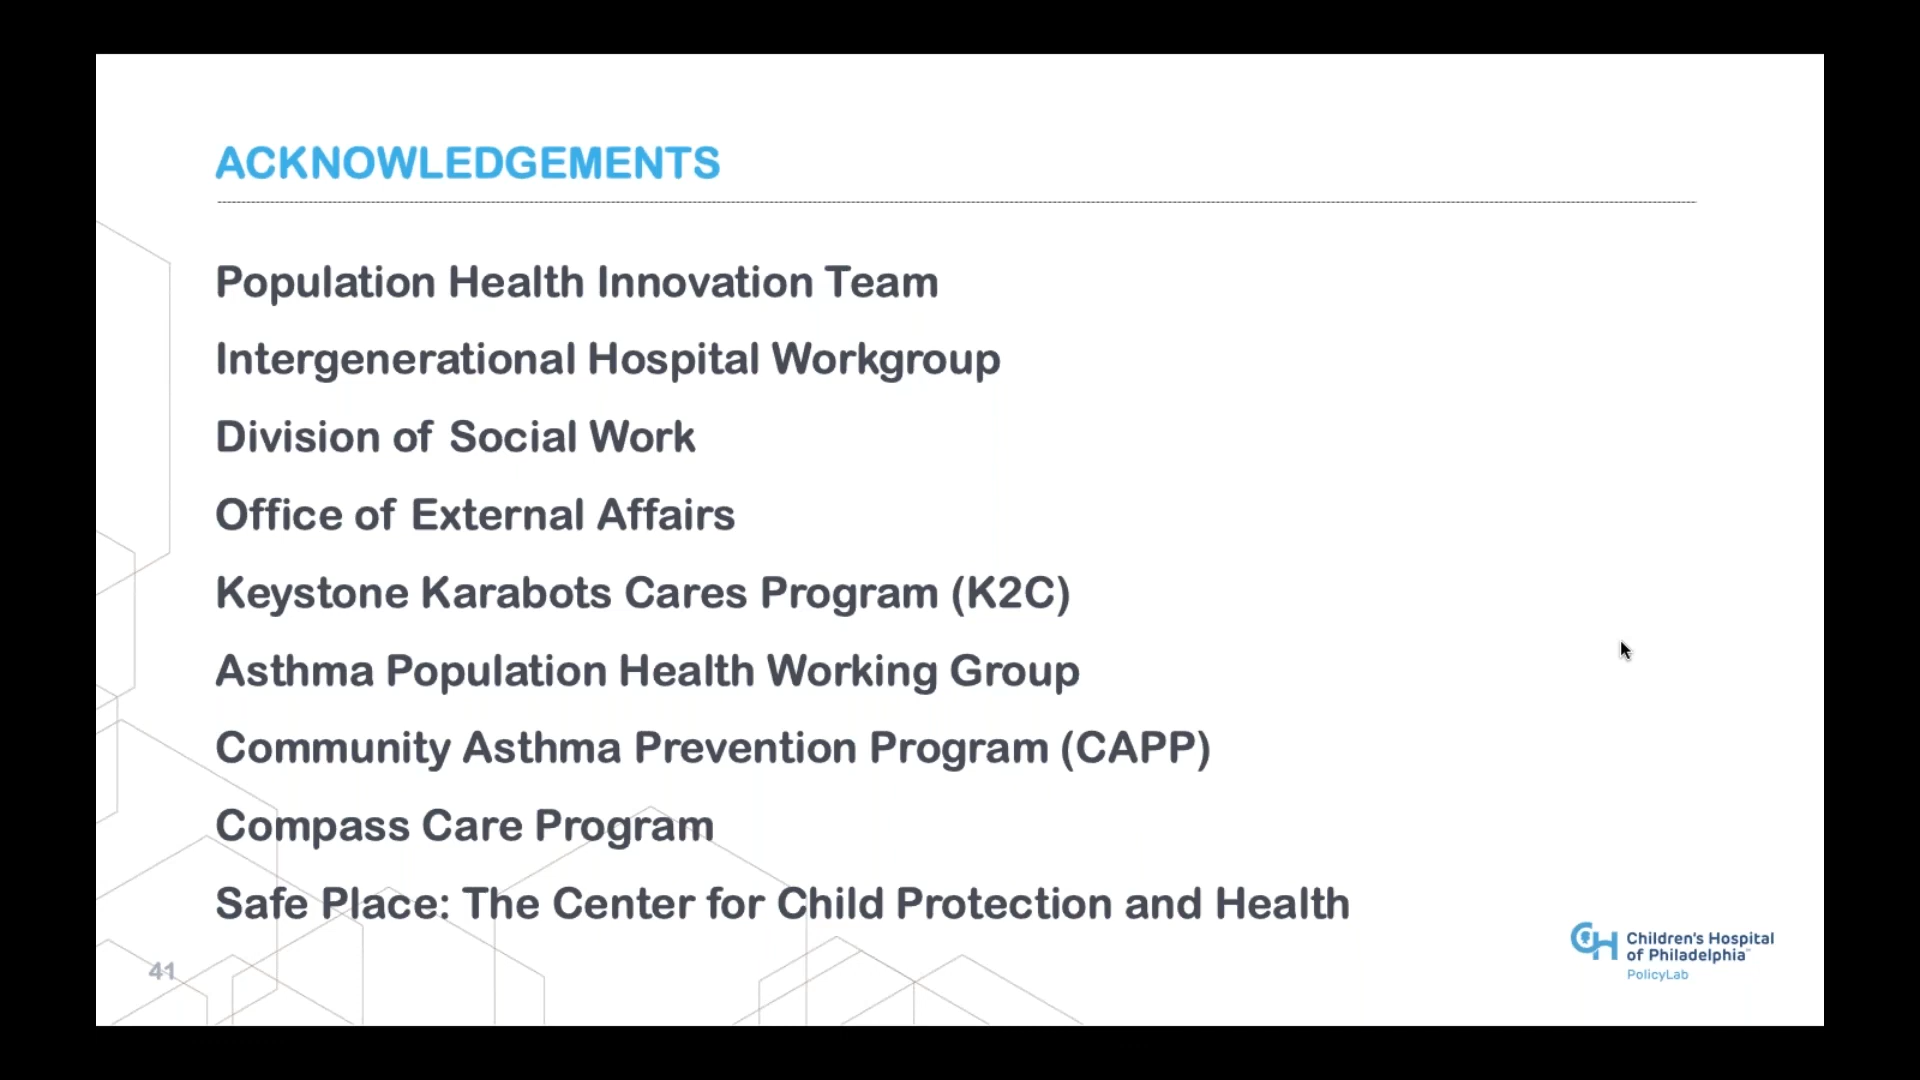 ACKNOWLEDGEMENTS
Population Health Innovation Team
Intergenerational Hospital Workgroup
Division of Social Work
Office of External Affairs
Keystone Karabots Cares Program (K2C)
Asthma Population Health Working Group
Community Asthma Prevention Program (CAPP)
Compass Care Program
Safe Place: The Center for Child Protection and Health
41
CH Children's Hospital
of Philadelphia
PolicyLab